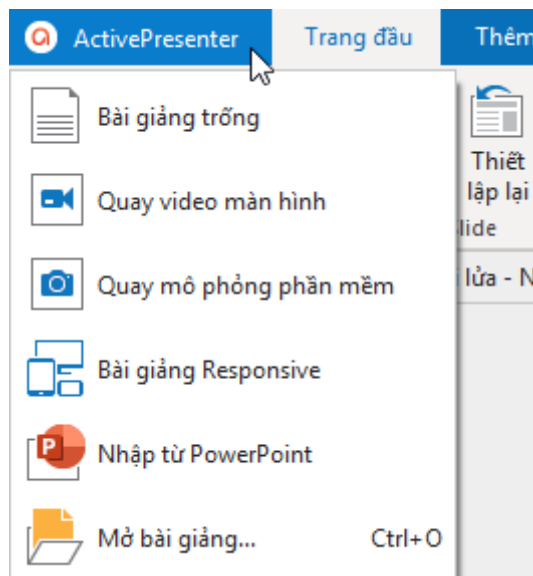 ActivePresenter Trang đầu Thêm
Bài giảng trống
Thiết
lập lại
Quay video màn hình
lide
Quay mô phỏng phần mềm
lửa - N
Bài giảng Responsive
Nhập từ PowerPoint
Mở bài giảng... Ctrl+O